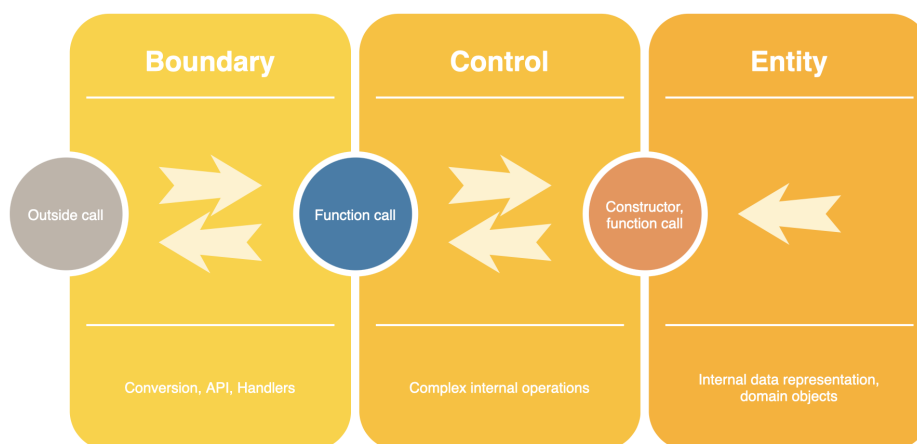 Boundary
Control
Entity
Outside call
Function call
Constructor,
function call
Conversion, API, Handlers
Complex internal operations
Internal data representation,
domain objects